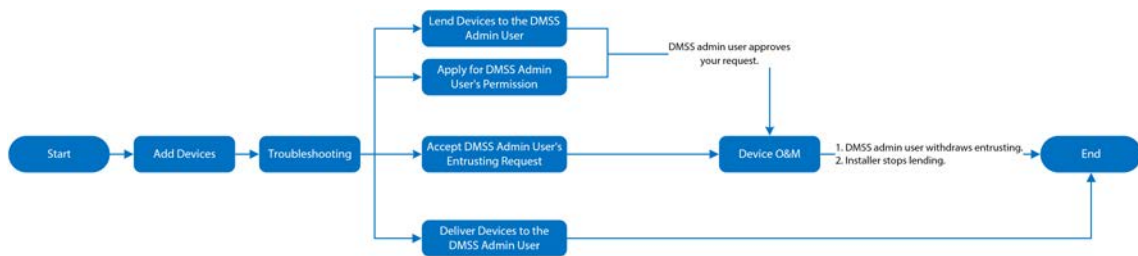 Lend Devices to the DMSS
Admin User
DMSS admin user approves
your request.
Apply for DMSS Admin
User's Permission
Start
Add Devices
Troubleshooting
Accept DMSS Admin User's
Entrusting Request
Device O&M
1. DMSS admin user withdraws entrusting.
2. Installer stops lending.
End
Deliver Devices to the
DMSS Admin User